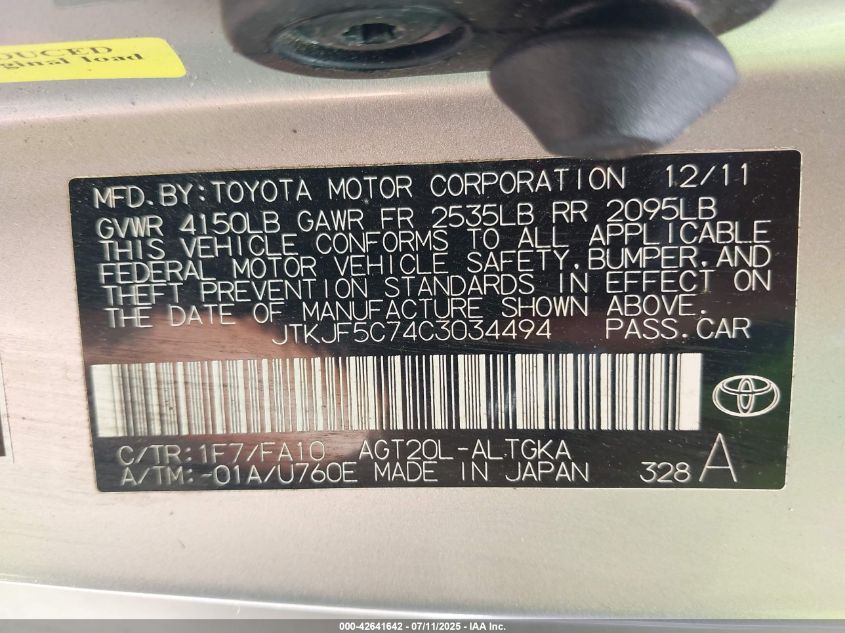 DUCED
ginal load
MFD.BY:TOYOTA MOTOR CORPORATION 12/11
GVWR 4150LB GAWR FR 2535LB RR 2095LB
THIS VEHICLE CONFORMS TO ALL APPLICABLE
FEDERAL MOTOR VEHICLE SAFETY,BUMPER,AND
THEFT PREVENTION STANDARDS IN EFFECT ON
THE DATE OF MANUFACTURE SHOWN ABOVE.
JTKJF5C74C3034494 PASS.CAR
C/TR:1F7/FA10 AGT20L-ALTGKA
A/TM:-01A/U760E MADE IN JAPAN 328 A
000-42641642 - 07/11/2025 - IAA Inc.